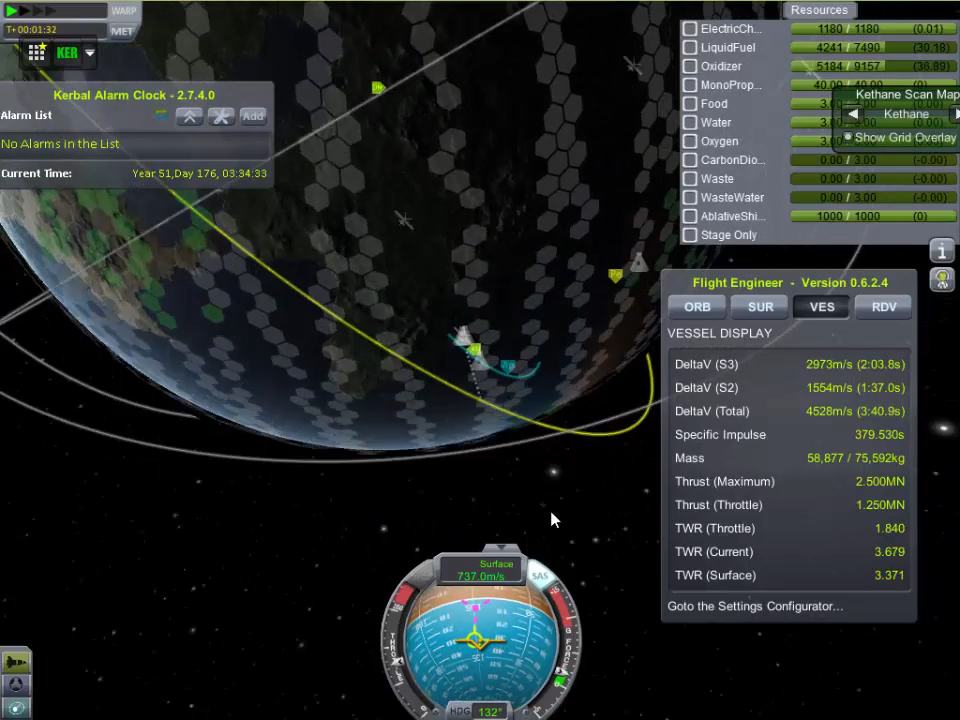 WARP
T+00:01:32
MET
KER
Kerbal Alarm Clock - 2.7.4.0
Alarm List
Add
No Alarms in the List
Current Time: Year 51,Day 176, 03:34:33
Resources
ElectricCh... 1180 / 1180 (0.01)
LiquidFuel 4241 / 7490 (30.18)
Oxidizer 5184 / 9157 (36.89)
MonoProp... 40.00 / 40.00
Food
Water
Oxygen
CarbonDio... 0.00 / 3.00 (-0.00)
Waste 0.00 / 3.00 (-0.00)
WasteWater 0.00 / 3.00 (-0.00)
AblativeShi... 1000 / 1000 (0)
Stage Only
Kethane Scan Map
Kethane
Show Grid Overlay
Flight Engineer - Version 0.6.2.4
ORB SUR VES RDV
VESSEL DISPLAY
DeltaV (S3) 2973m/s (2:03.8s)
DeltaV (S2) 1554m/s (1:37.0s)
DeltaV (Total) 4528m/s (3:40.9s)
Specific Impulse 379.530s
Mass 58,877 / 75,592kg
Thrust (Maximum) 2.500MN
Thrust (Throttle) 1.250MN
TWR (Throttle) 1.840
TWR (Current) 3.679
TWR (Surface) 3.371
Goto the Settings Configurator...
Surface
737.0m/s
SAS
HDG 132°